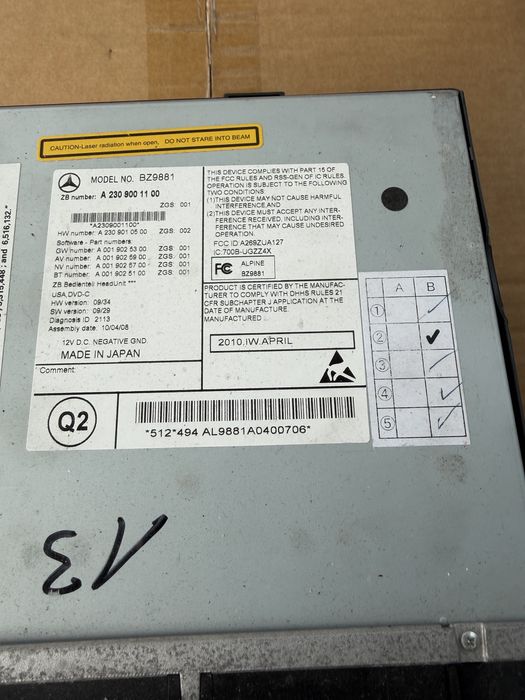 CAUTION-Laser radiation when open. DO NOT STARE INTO BEAM
MODEL NO. BZ9881
ZB number: A 230 900 11 00
ZGS 001
*A2309001100*
HW number: A 230 901 05 00 ZGS 002
Software - Part numbers:
GW number: A 001 902 53 00 ZGS 001
AV number: A 001 902 59 00 ZGS 001
NV number: A 001 902 57 00 ZGS 001
BT number: A 001 902 51 00 ZGS 001
ZB Bedienteil HeadUnit ***
USA,DVD-C
HW version: 09/34
SW version: 09/29
Diagnosis ID 2113
Assembly date: 10/04/08
12V D.C. NEGATIVE GND
MADE IN JAPAN
Comment:
THIS DEVICE COMPLIES WITH PART 15 OF
THE FCC RULES AND RSS-GEN OF IC RULES.
OPERATION IS SUBJECT TO THE FOLLOWING
TWO CONDITIONS:
(1)THIS DEVICE MAY NOT CAUSE HARMFUL
INTERFERENCE,AND
(2)THIS DEVICE MUST ACCEPT ANY INTER-
FERENCE RECEIVED, INCLUDING INTER-
FERENCE THAT MAY CAUSE UNDESIRED
OPERATION.
FCC ID:A269ZUA127
IC:700B-UGZZ4X
FC ALPINE
BZ9881
PRODUCT IS CERTIFIED BY THE MANUFAC-
TURER TO COMPLY WITH DHHS RULES 21
CFR SUBCHAPTER J APPLICATION AT THE
DATE OF MANUFACTURE.
MANUFACTURED
2010.IW.APRIL
Q2
*512*494 AL9881A0400706*
A B
①
②
③
④
⑤
6,315,448 ; and 6,516,132."
13